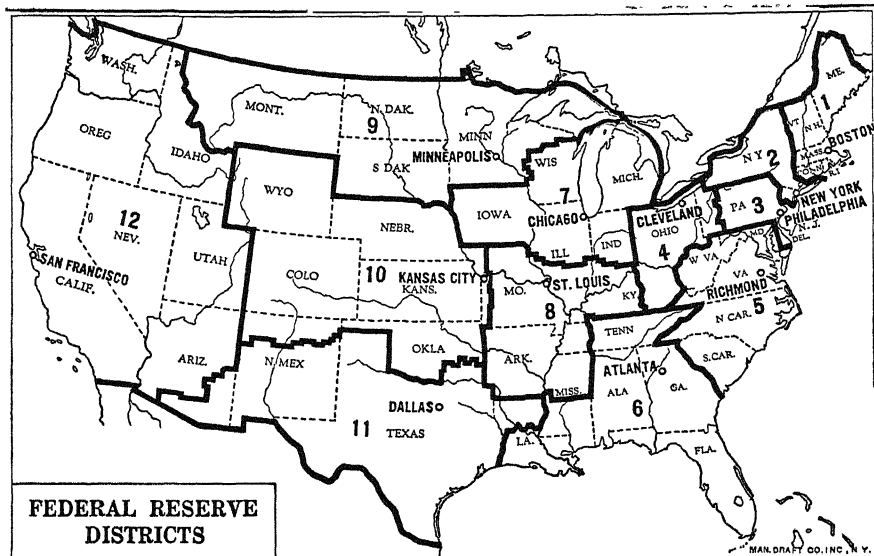 WASH.
OREG
IDAHO
MONT.
N. DAK.
9
S DAK
MINN
MINNEAPOLIS
WIS
7
MICH.
ME.
1
VT
N.H.
MASS.
BOSTON
CONN
R.I
N Y
2
NEW YORK
PA
3
PHILADELPHIA
N. J.
DEL.
MD
WYO
NEBR.
IOWA
CHICAGO
ILL
IND
CLEVELAND
OHIO
4
W VA
VA
RICHMOND
5
12
NEV.
UTAH
SAN FRANCISCO
CALIF.
COLO
10
KANSAS CITY
KANS.
MO.
ST. LOUIS
8
KY
TENN
N CAR.
S.CAR.
ARIZ.
N. MEX
OKLA
ARK.
MISS.
ATLANTA
ALA
GA.
6
DALLAS
11
TEXAS
LA.
FLA.
FEDERAL RESERVE
DISTRICTS
MAN.DRAFT CO.INC., N.Y.